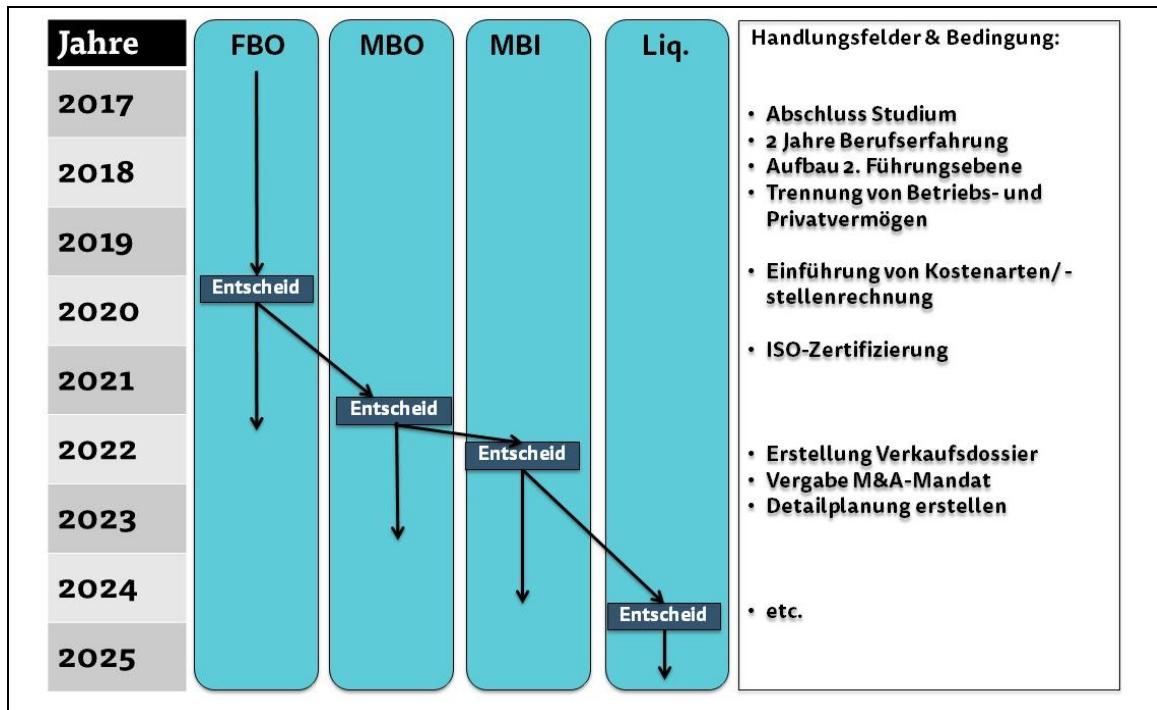 Jahre
FBO
MBO
MBI
Liq.
2017
2018
2019
2020
2021
2022
2023
2024
2025
Entscheid
Entscheid
Entscheid
Entscheid
Handlungsfelder & Bedingung:
• Abschluss Studium
• 2 Jahre Berufserfahrung
• Aufbau 2. Führungsebene
• Trennung von Betriebs- und
Privatvermögen
• Einführung von Kostenarten/ -
stellenrechnung
• ISO-Zertifizierung
• Erstellung Verkaufsdossier
• Vergabe M&A-Mandat
• Detailplanung erstellen
• etc.